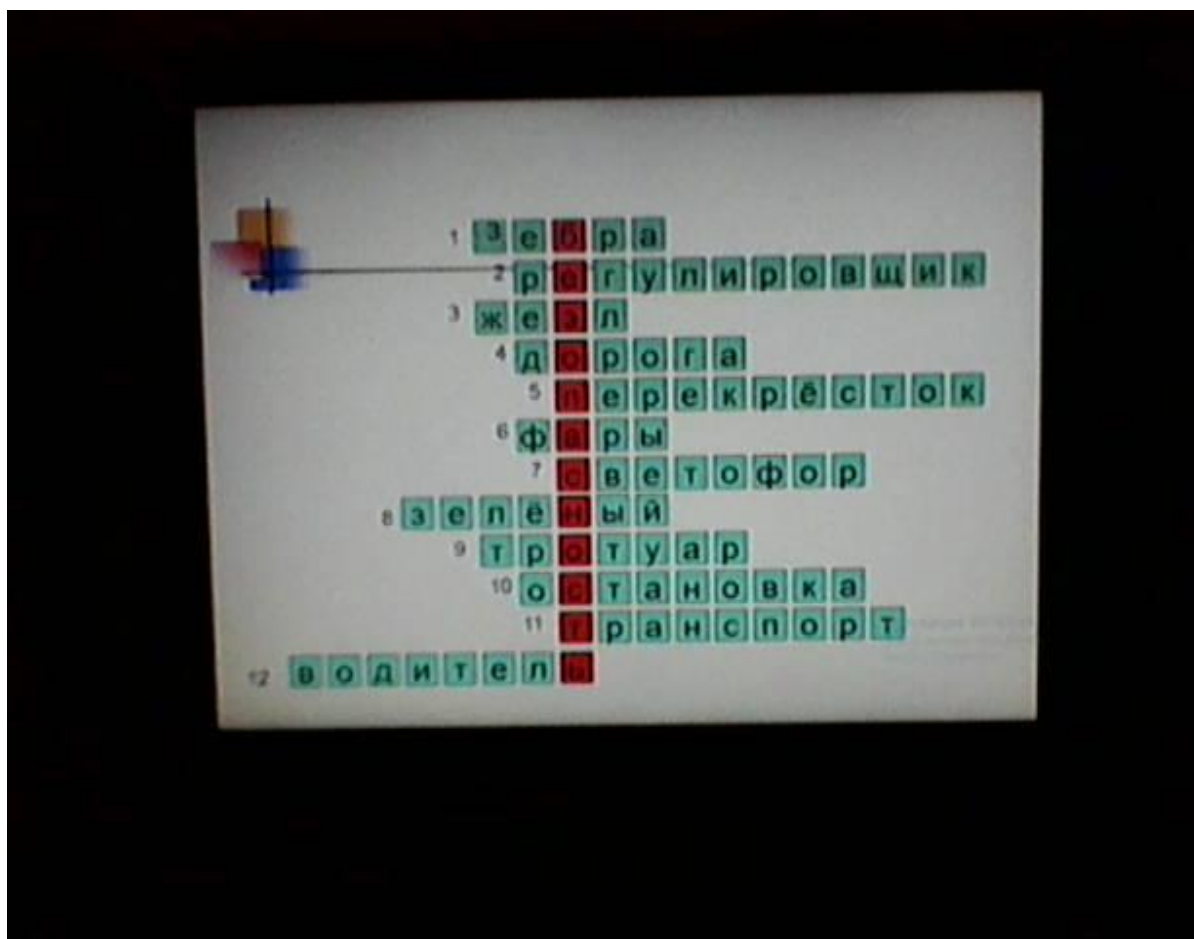 1 зебра
2 регулировщик
3 жезл
4 дорога
5 перекрёсток
6 фары
7 светофор
8 зелёный
9 тротуар
10 остановка
11 транспорт
12 водитель